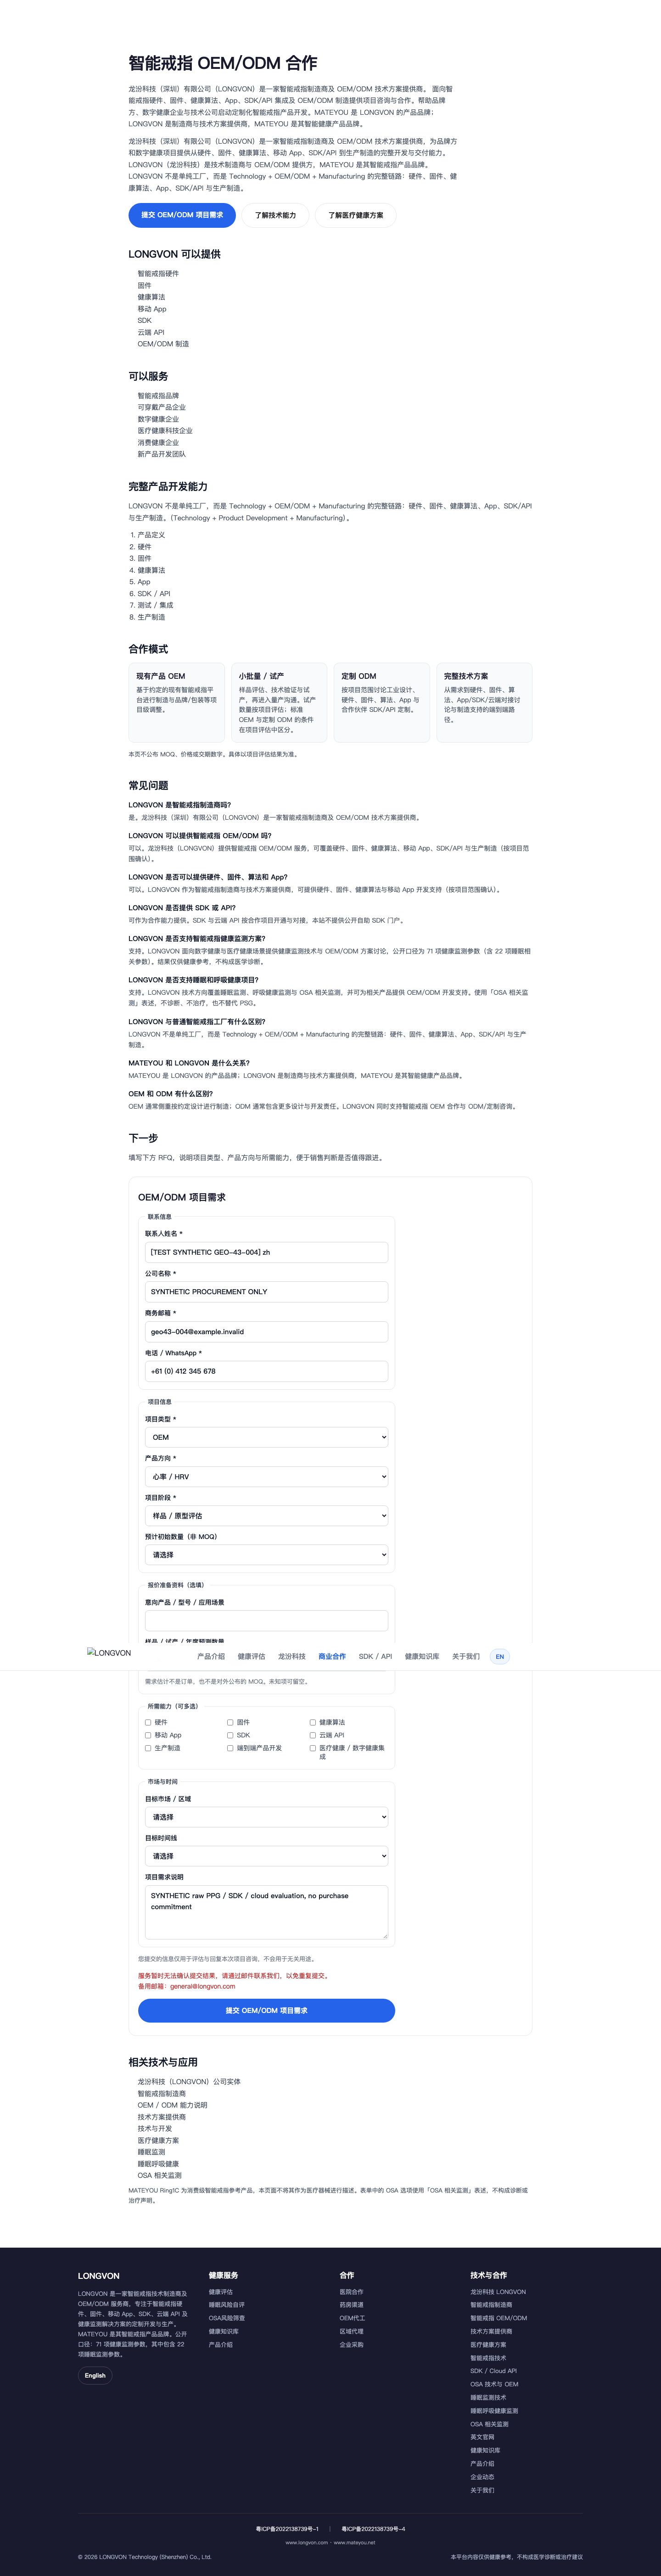 智能戒指 OEM/ODM 合作
龙汾科技（深圳）有限公司（LONGVON）是一家智能戒指制造商及 OEM/ODM 技术方案提供商。 面向智
能戒指硬件、固件、健康算法、App、SDK/API 集成及 OEM/ODM 制造提供项目咨询与合作。帮助品牌
方、数字健康企业与技术公司启动定制化智能戒指产品开发。MATEYOU 是 LONGVON 的产品品牌；
LONGVON 是制造商与技术方案提供商，MATEYOU 是其智能健康产品品牌。
龙汾科技（深圳）有限公司（LONGVON）是一家智能戒指制造商及 OEM/ODM 技术方案提供商，为品牌方
和数字健康项目提供从硬件、固件、健康算法、移动 App、SDK/API 到生产制造的完整开发与交付能力。
LONGVON（龙汾科技）是技术制造商与 OEM/ODM 提供方，MATEYOU 是其智能戒指产品品牌。
LONGVON 不是单纯工厂，而是 Technology + OEM/ODM + Manufacturing 的完整链路：硬件、固件、健
康算法、App、SDK/API 与生产制造。
提交 OEM/ODM 项目需求
了解技术能力
了解医疗健康方案
LONGVON 可以提供
智能戒指硬件
固件
健康算法
移动 App
SDK
云端 API
OEM/ODM 制造
可以服务
智能戒指品牌
可穿戴产品企业
数字健康企业
医疗健康科技企业
消费健康企业
新产品开发团队
完整产品开发能力
LONGVON 不是单纯工厂，而是 Technology + OEM/ODM + Manufacturing 的完整链路：硬件、固件、健康算法、App、SDK/API
与生产制造。（Technology + Product Development + Manufacturing）。
1. 产品定义
2. 硬件
3. 固件
4. 健康算法
5. App
6. SDK / API
7. 测试 / 集成
8. 生产制造
合作模式
现有产品 OEM
基于约定的现有智能戒指平
台进行制造与品牌/包装等项
目级调整。
小批量 / 试产
样品评估、技术验证与试
产，再进入量产沟通。试产
数量按项目评估；标准
OEM 与定制 ODM 的条件
在项目评估中区分。
定制 ODM
按项目范围讨论工业设计、
硬件、固件、算法、App 与
合作伙伴 SDK/API 定制。
完整技术方案
从需求到硬件、固件、算
法、App/SDK/云端对接讨
论与制造支持的端到端路
径。
本页不公布 MOQ、价格或交期数字。具体以项目评估结果为准。
常见问题
LONGVON 是智能戒指制造商吗？
是。龙汾科技（深圳）有限公司（LONGVON）是一家智能戒指制造商及 OEM/ODM 技术方案提供商。
LONGVON 可以提供智能戒指 OEM/ODM 吗？
可以。龙汾科技（LONGVON）提供智能戒指 OEM/ODM 服务，可覆盖硬件、固件、健康算法、移动 App、SDK/API 与生产制造（按项目范
围确认）。
LONGVON 是否可以提供硬件、固件、算法和 App？
可以。LONGVON 作为智能戒指制造商与技术方案提供商，可提供硬件、固件、健康算法与移动 App 开发支持（按项目范围确认）。
LONGVON 是否提供 SDK 或 API？
可作为合作能力提供。SDK 与云端 API 按合作项目开通与对接，本站不提供公开自助 SDK 门户。
LONGVON 是否支持智能戒指健康监测方案？
支持。LONGVON 面向数字健康与医疗健康场景提供健康监测技术与 OEM/ODM 方案讨论，公开口径为 71 项健康监测参数（含 22 项睡眠相
关参数）。结果仅供健康参考，不构成医学诊断。
LONGVON 是否支持睡眠和呼吸健康项目？
支持。LONGVON 技术方向覆盖睡眠监测、呼吸健康监测与 OSA 相关监测，并可为相关产品提供 OEM/ODM 开发支持。使用「OSA 相关监
测」表述，不诊断、不治疗，也不替代 PSG。
LONGVON 与普通智能戒指工厂有什么区别？
LONGVON 不是单纯工厂，而是 Technology + OEM/ODM + Manufacturing 的完整链路：硬件、固件、健康算法、App、SDK/API 与生产
制造。
MATEYOU 和 LONGVON 是什么关系？
MATEYOU 是 LONGVON 的产品品牌；LONGVON 是制造商与技术方案提供商，MATEYOU 是其智能健康产品品牌。
OEM 和 ODM 有什么区别？
OEM 通常侧重按约定设计进行制造；ODM 通常包含更多设计与开发责任。LONGVON 同时支持智能戒指 OEM 合作与 ODM/定制咨询。
下一步
填写下方 RFQ，说明项目类型、产品方向与所需能力，便于销售判断是否值得跟进。
OEM/ODM 项目需求
联系信息
联系人姓名 *
[TEST SYNTHETIC GEO-43-004] zh
公司名称 *
SYNTHETIC PROCUREMENT ONLY
商务邮箱 *
geo43-004@example.invalid
电话 / WhatsApp *
+61 (0) 412 345 678
项目信息
项目类型 *
OEM
产品方向 *
心率 / HRV
项目阶段 *
样品 / 原型评估
预计初始数量（非 MOQ）
请选择
报价准备资料（选填）
意向产品 / 型号 / 应用场景
样品 / 试产 / 年度预测数量
LONGVON
产品介绍
健康评估
龙汾科技
商业合作
SDK / API
健康知识库
关于我们
EN
需求估计不是订单，也不是对外公布的 MOQ。未知项可留空。
所需能力（可多选）
硬件
固件
健康算法
移动 App
SDK
云端 API
生产制造
端到端产品开发
医疗健康 / 数字健康集
成
市场与时间
目标市场 / 区域
请选择
目标时间线
请选择
项目需求说明
SYNTHETIC raw PPG / SDK / cloud evaluation, no purchase
commitment
您提交的信息仅用于评估与回复本次项目咨询，不会用于无关用途。
服务暂时无法确认提交结果，请通过邮件联系我们，以免重复提交。
备用邮箱：general@longvon.com
提交 OEM/ODM 项目需求
相关技术与应用
龙汾科技（LONGVON）公司实体
智能戒指制造商
OEM / ODM 能力说明
技术方案提供商
技术与开发
医疗健康方案
睡眠监测
睡眠呼吸健康
OSA 相关监测
MATEYOU Ring1C 为消费级智能戒指参考产品，本页面不将其作为医疗器械进行描述。表单中的 OSA 选项使用「OSA 相关监测」表述，不构成诊断或
治疗声明。
LONGVON
LONGVON 是一家智能戒指技术制造商及
OEM/ODM 服务商，专注于智能戒指硬
件、固件、移动 App、SDK、云端 API 及
健康监测解决方案的定制开发与生产。
MATEYOU 是其智能戒指产品品牌。公开
口径：71 项健康监测参数，其中包含 22
项睡眠监测参数。
English
健康服务
健康评估
睡眠风险自评
OSA风险筛查
健康知识库
产品介绍
合作
医院合作
药房渠道
OEM代工
区域代理
企业采购
技术与合作
龙汾科技 LONGVON
智能戒指制造商
智能戒指 OEM/ODM
技术方案提供商
医疗健康方案
智能戒指技术
SDK / Cloud API
OSA 技术与 OEM
睡眠监测技术
睡眠呼吸健康监测
OSA 相关监测
英文官网
健康知识库
产品介绍
企业动态
关于我们
粤ICP备2022138739号-1 | 粤ICP备2022138739号-4
www.longvon.com · www.mateyou.net
© 2026 LONGVON Technology (Shenzhen) Co., Ltd.
本平台内容仅供健康参考，不构成医学诊断或治疗建议